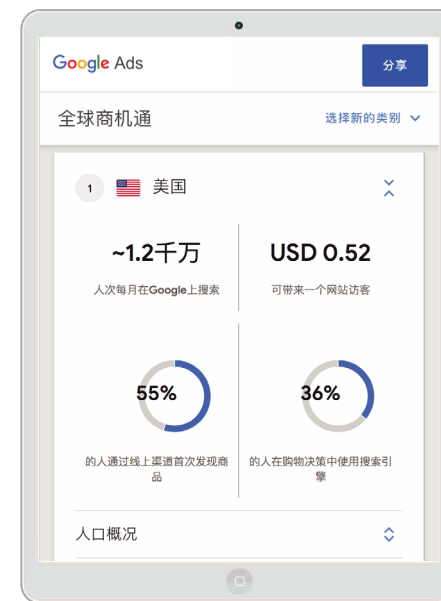 Google Ads
分享
全球商机通
选择新的类别
1
美国
~1.2千万
USD 0.52
人次每月在Google上搜索
可带来一个网站访客
55%
36%
的人通过线上渠道首次发现商
品
的人在购物决策中使用搜索引
擎
人口概况